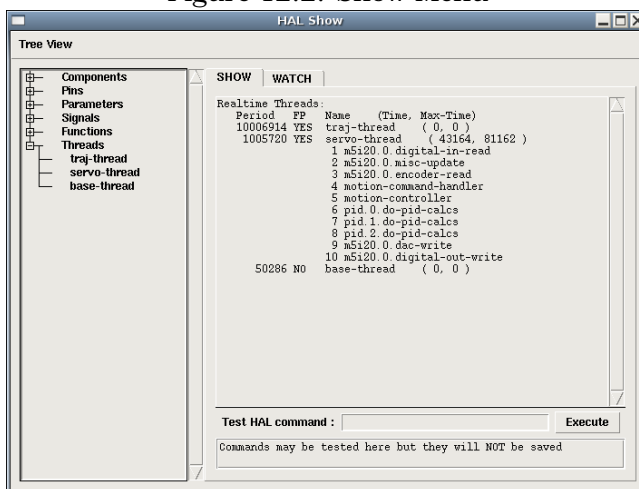 Figure 12.2: Show Menu
HAL Show
Tree View
Components
Pins
Parameters
Signals
Functions
Threads
traj-thread
servo-thread
base-thread
SHOW WATCH
Realtime Threads:
Period FP Name (Time, Max-Time)
10006914 YES traj-thread ( 0, 0 )
1005720 YES servo-thread ( 43164, 81162 )
1 m5i20.0.digital-in-read
2 m5i20.0.misc-update
3 m5i20.0.encoder-read
4 motion-command-handler
5 motion-controller
6 pid.0.do-pid-calcs
7 pid.1.do-pid-calcs
8 pid.2.do-pid-calcs
9 m5i20.0.dac-write
10 m5i20.0.digital-out-write
50286 NO base-thread ( 0, 0 )
Test HAL command : Execute
Commands may be tested here but they will NOT be saved